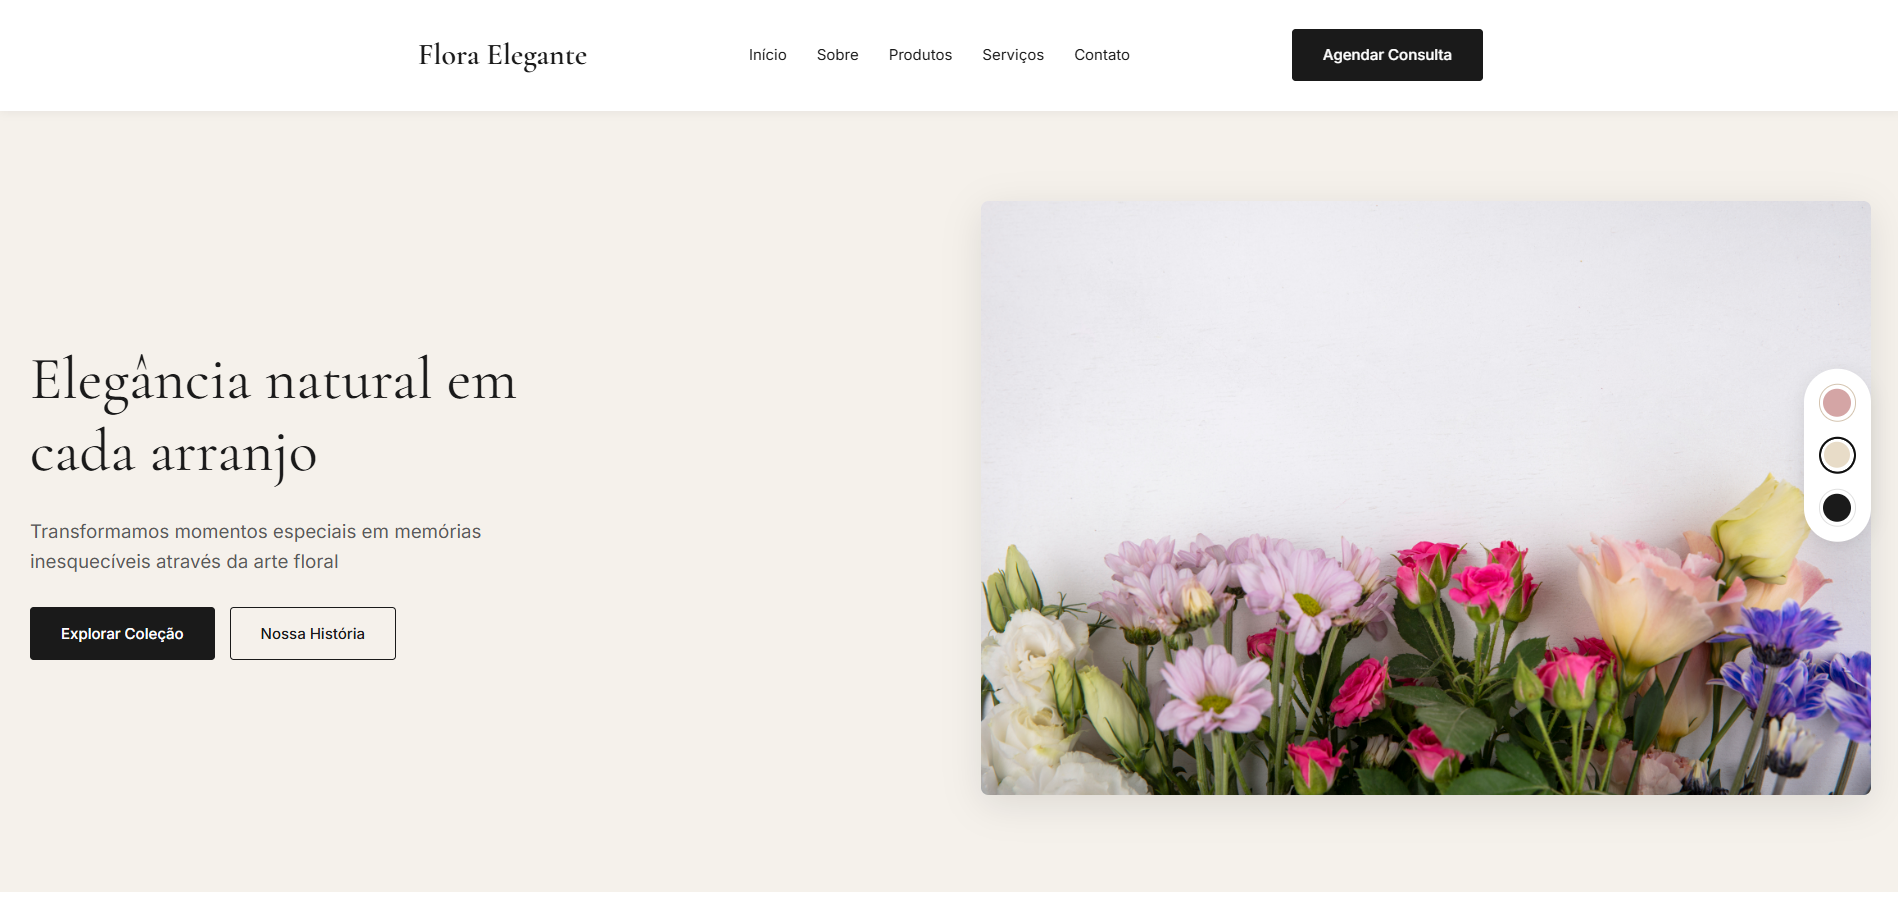 Flora Elegante
Início
Sobre
Produtos
Serviços
Contato
Agendar Consulta
Elegância natural em
cada arranjo
Transformamos momentos especiais em memórias
inesquecíveis através da arte floral
Explorar Coleção
Nossa História